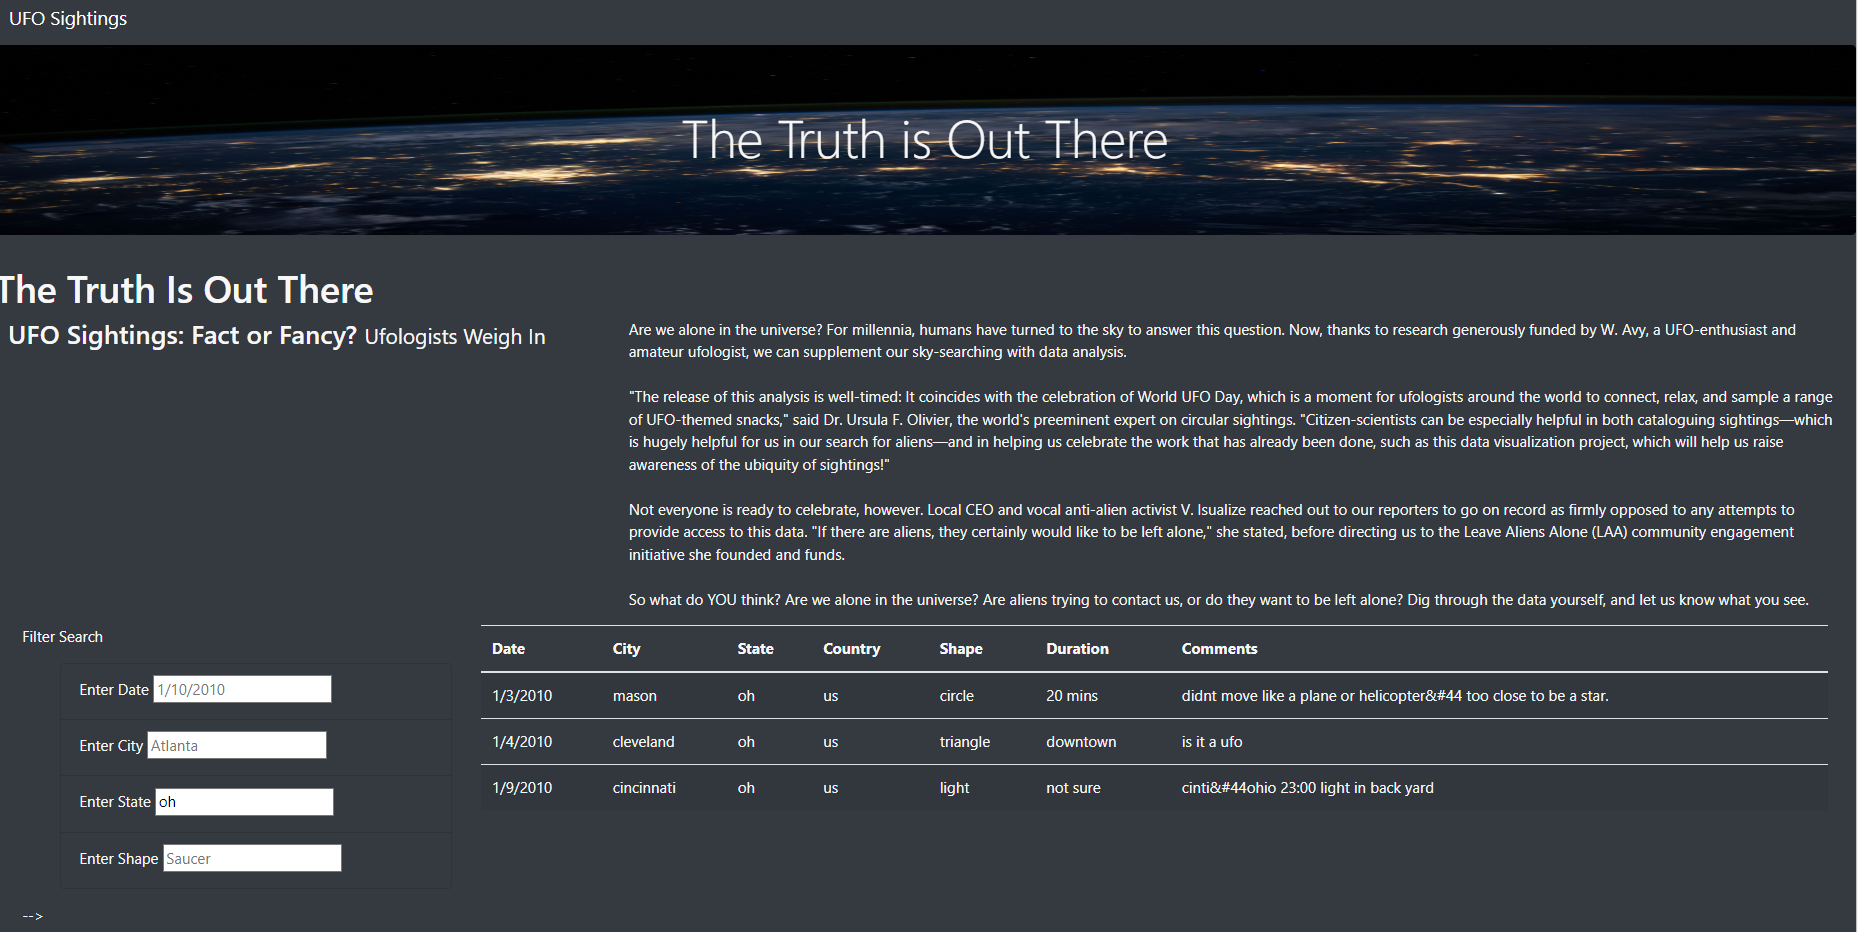 UFO Sightings
The Truth is Out There
The Truth Is Out There
UFO Sightings: Fact or Fancy? Ufologists Weigh In
Are we alone in the universe? For millennia, humans have turned to the sky to answer this question. Now, thanks to research generously funded by W. Avy, a UFO-enthusiast and
amateur ufologist, we can supplement our sky-searching with data analysis.
"The release of this analysis is well-timed: It coincides with the celebration of World UFO Day, which is a moment for ufologists around the world to connect, relax, and sample a range
of UFO-themed snacks," said Dr. Ursula F. Olivier, the world's preeminent expert on circular sightings. "Citizen-scientists can be especially helpful in both cataloguing sightings—which
is hugely helpful for us in our search for aliens—and in helping us celebrate the work that has already been done, such as this data visualization project, which will help us raise
awareness of the ubiquity of sightings!"
Not everyone is ready to celebrate, however. Local CEO and vocal anti-alien activist V. Isualize reached out to our reporters to go on record as firmly opposed to any attempts to
provide access to this data. "If there are aliens, they certainly would like to be left alone," she stated, before directing us to the Leave Aliens Alone (LAA) community engagement
initiative she founded and funds.
So what do YOU think? Are we alone in the universe? Are aliens trying to contact us, or do they want to be left alone? Dig through the data yourself, and let us know what you see.
Filter Search
Enter Date 1/10/2010
Enter City Atlanta
Enter State oh
Enter Shape Saucer
-->
Date City State Country Shape Duration Comments
1/3/2010 mason oh us circle 20 mins didnt move like a plane or helicopter&#44 too close to be a star.
1/4/2010 cleveland oh us triangle downtown is it a ufo
1/9/2010 cincinnati oh us light not sure cinti&#44ohio 23:00 light in back yard